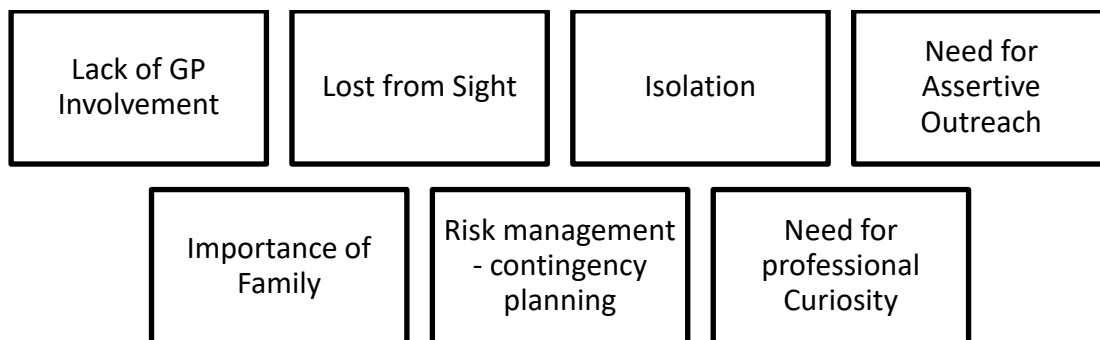 Lack of GP
Involvement
Lost from Sight
Isolation
Need for
Assertive
Outreach
Importance of
Family
Risk management
- contingency
planning
Need for
professional
Curiosity